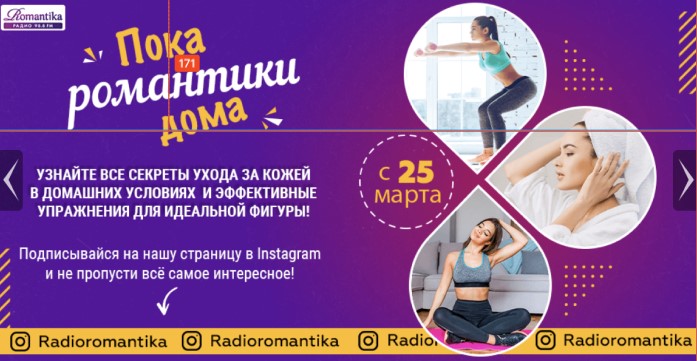 Romantika
РАДИО 98.8 FM
Пока
171
романтики
дома
УЗНАЙТЕ ВСЕ СЕКРЕТЫ УХОДА ЗА КОЖЕЙ
В ДОМАШНИХ УСЛОВИЯХ И ЭФФЕКТИВНЫЕ
УПРАЖНЕНИЯ ДЛЯ ИДЕАЛЬНОЙ ФИГУРЫ!
с 25
марта
Подписывайся на нашу страницу в Instagram
и не пропусти всё самое интересное!
Radioromantika Radioromantika Radio Radioromantika